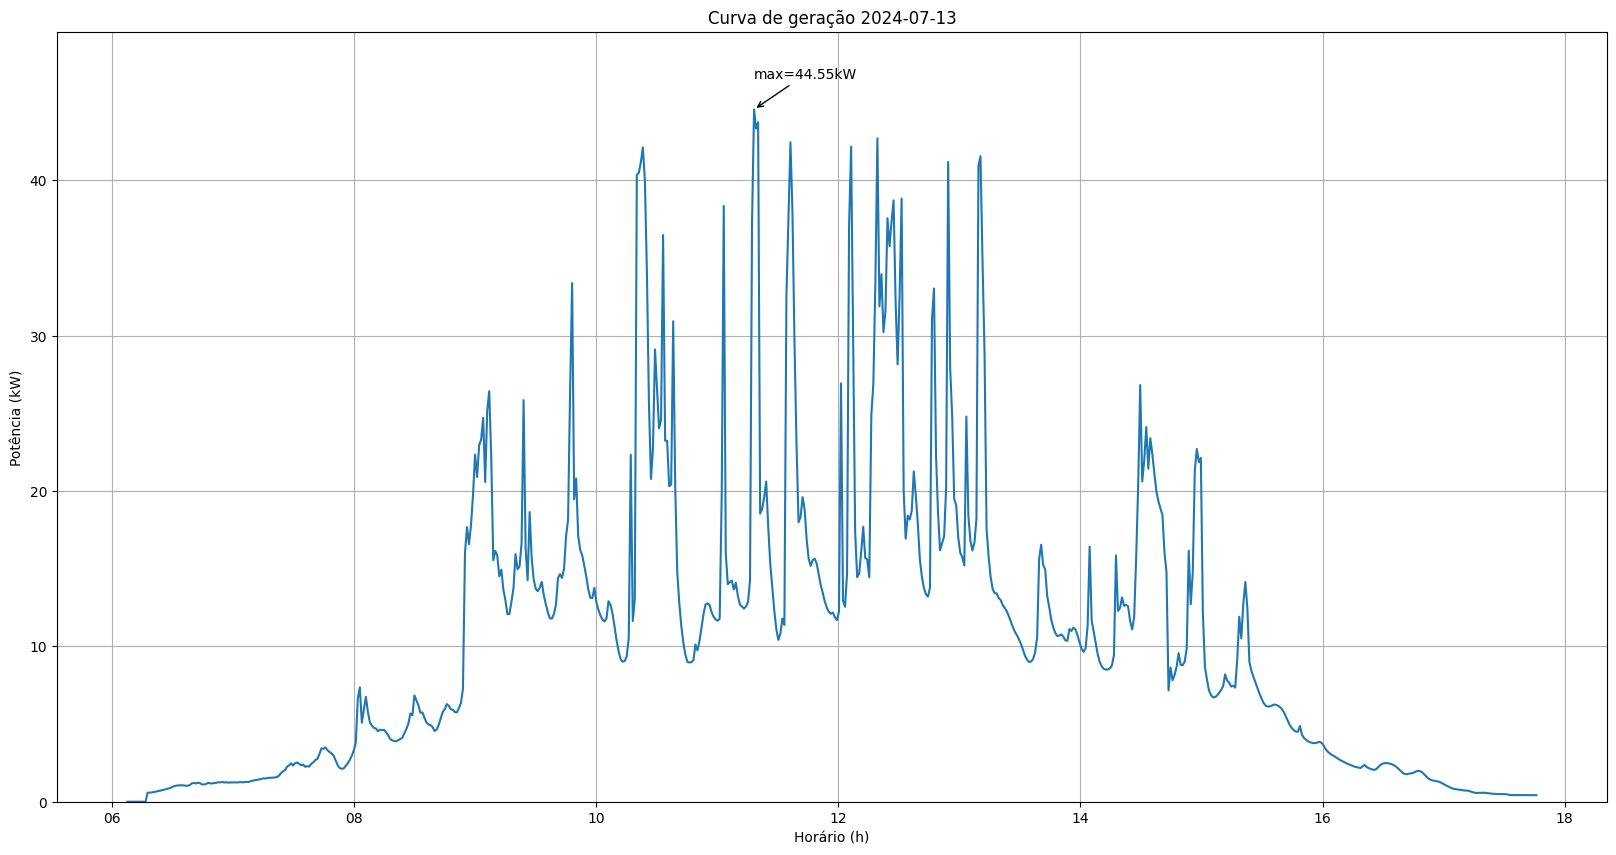 Curva de geração 2024-07-13
max=44.55kW
Potência (kW)
40
30
20
10
0
06 08 10 12 14 16 18
Horário (h)